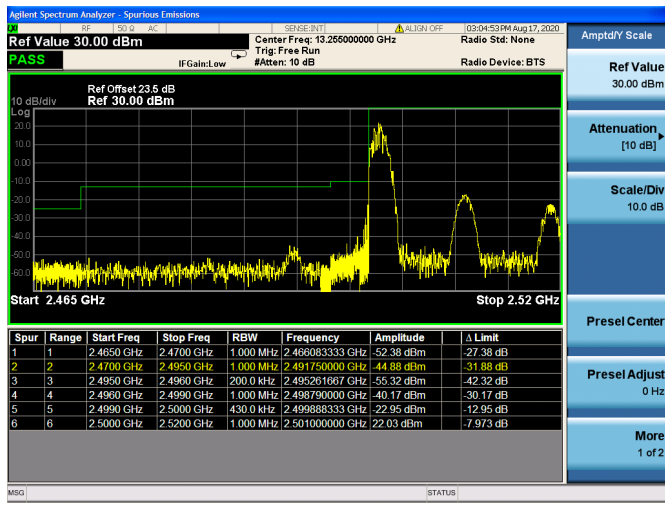 Agilent Spectrum Analyzer - Spurious Emissions
RF 50 Ω AC SENSE:INT ALIGN OFF 03:04:53 PM Aug 17, 2020
Ref Value 30.00 dBm Center Freq: 13.255000000 GHz Radio Std: None
Trig: Free Run
PASS IFGain:Low #Atten: 10 dB Radio Device: BTS
Ref Offset 23.5 dB
10 dB/div Ref 30.00 dBm
Log
20.0
10.0
0.00
-10.0
-20.0
-30.0
-40.0
-50.0
-60.0
Start 2.465 GHz Stop 2.52 GHz
Spur Range Start Freq Stop Freq RBW Frequency Amplitude Δ Limit
1 1 2.4650 GHz 2.4700 GHz 1.000 MHz 2.466083333 GHz -52.38 dBm -27.38 dB
2 2 2.4700 GHz 2.4950 GHz 1.000 MHz 2.491750000 GHz -44.88 dBm -31.88 dB
3 3 2.4950 GHz 2.4960 GHz 200.0 kHz 2.495261667 GHz -55.32 dBm -42.32 dB
4 4 2.4960 GHz 2.4990 GHz 1.000 MHz 2.498790000 GHz -40.17 dBm -30.17 dB
5 5 2.4990 GHz 2.5000 GHz 430.0 kHz 2.499888333 GHz -22.95 dBm -12.95 dB
6 6 2.5000 GHz 2.5200 GHz 1.000 MHz 2.501000000 GHz 22.03 dBm -7.973 dB
MSG STATUS
Amptd/Y Scale
Ref Value
30.00 dBm
Attenuation
[10 dB]
Scale/Div
10.0 dB
Presel Center
Presel Adjust
0 Hz
More
1 of 2